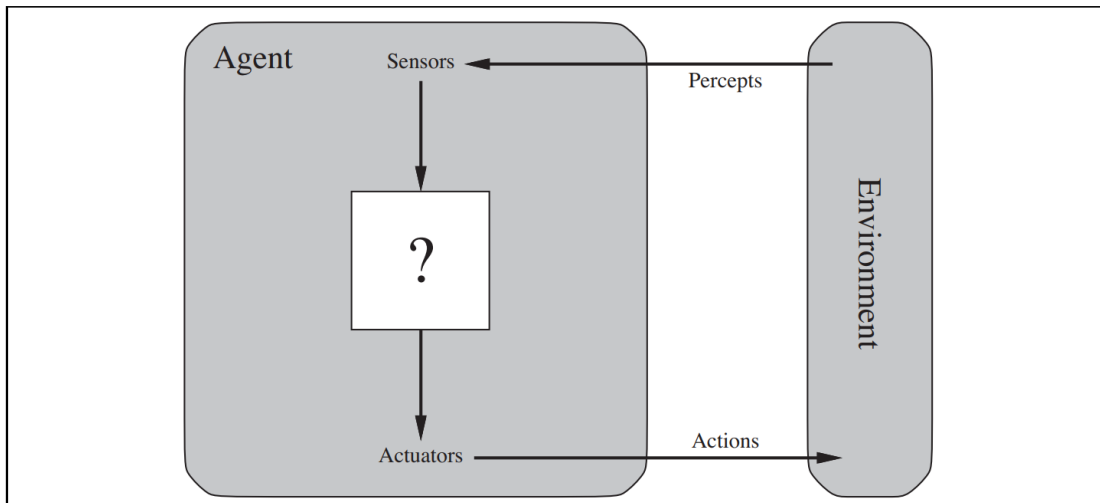 Agent
Sensors
Percepts
?
Environment
Actuators
Actions